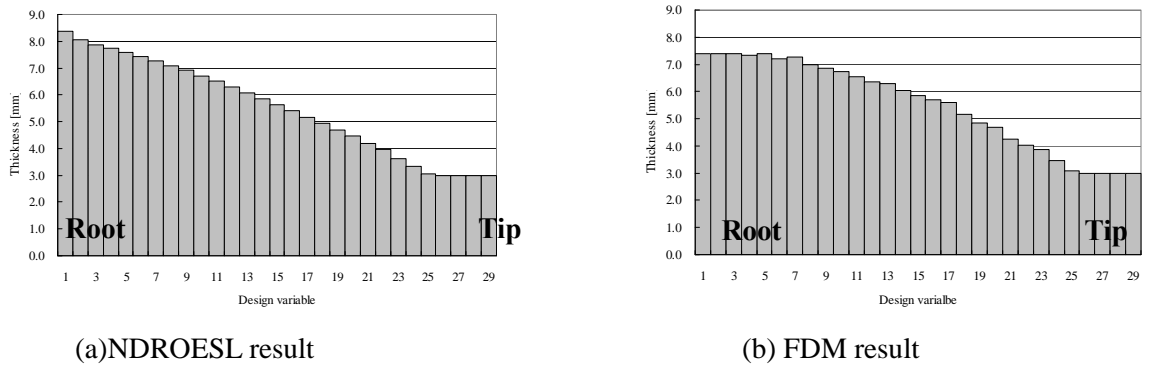 9.0
8.0
7.0
6.0
5.0
4.0
3.0
2.0
1.0
0.0
Thickness [mm]
Root
Tip
1 3 5 7 9 11 13 15 17 19 21 23 25 27 29
Design variable
(a)NDROESL result
9.0
8.0
7.0
6.0
5.0
4.0
3.0
2.0
1.0
0.0
Thickness [mm
Root
Tip
1 3 5 7 9 11 13 15 17 19 21 23 25 27 29
Design varialbe
(b) FDM result